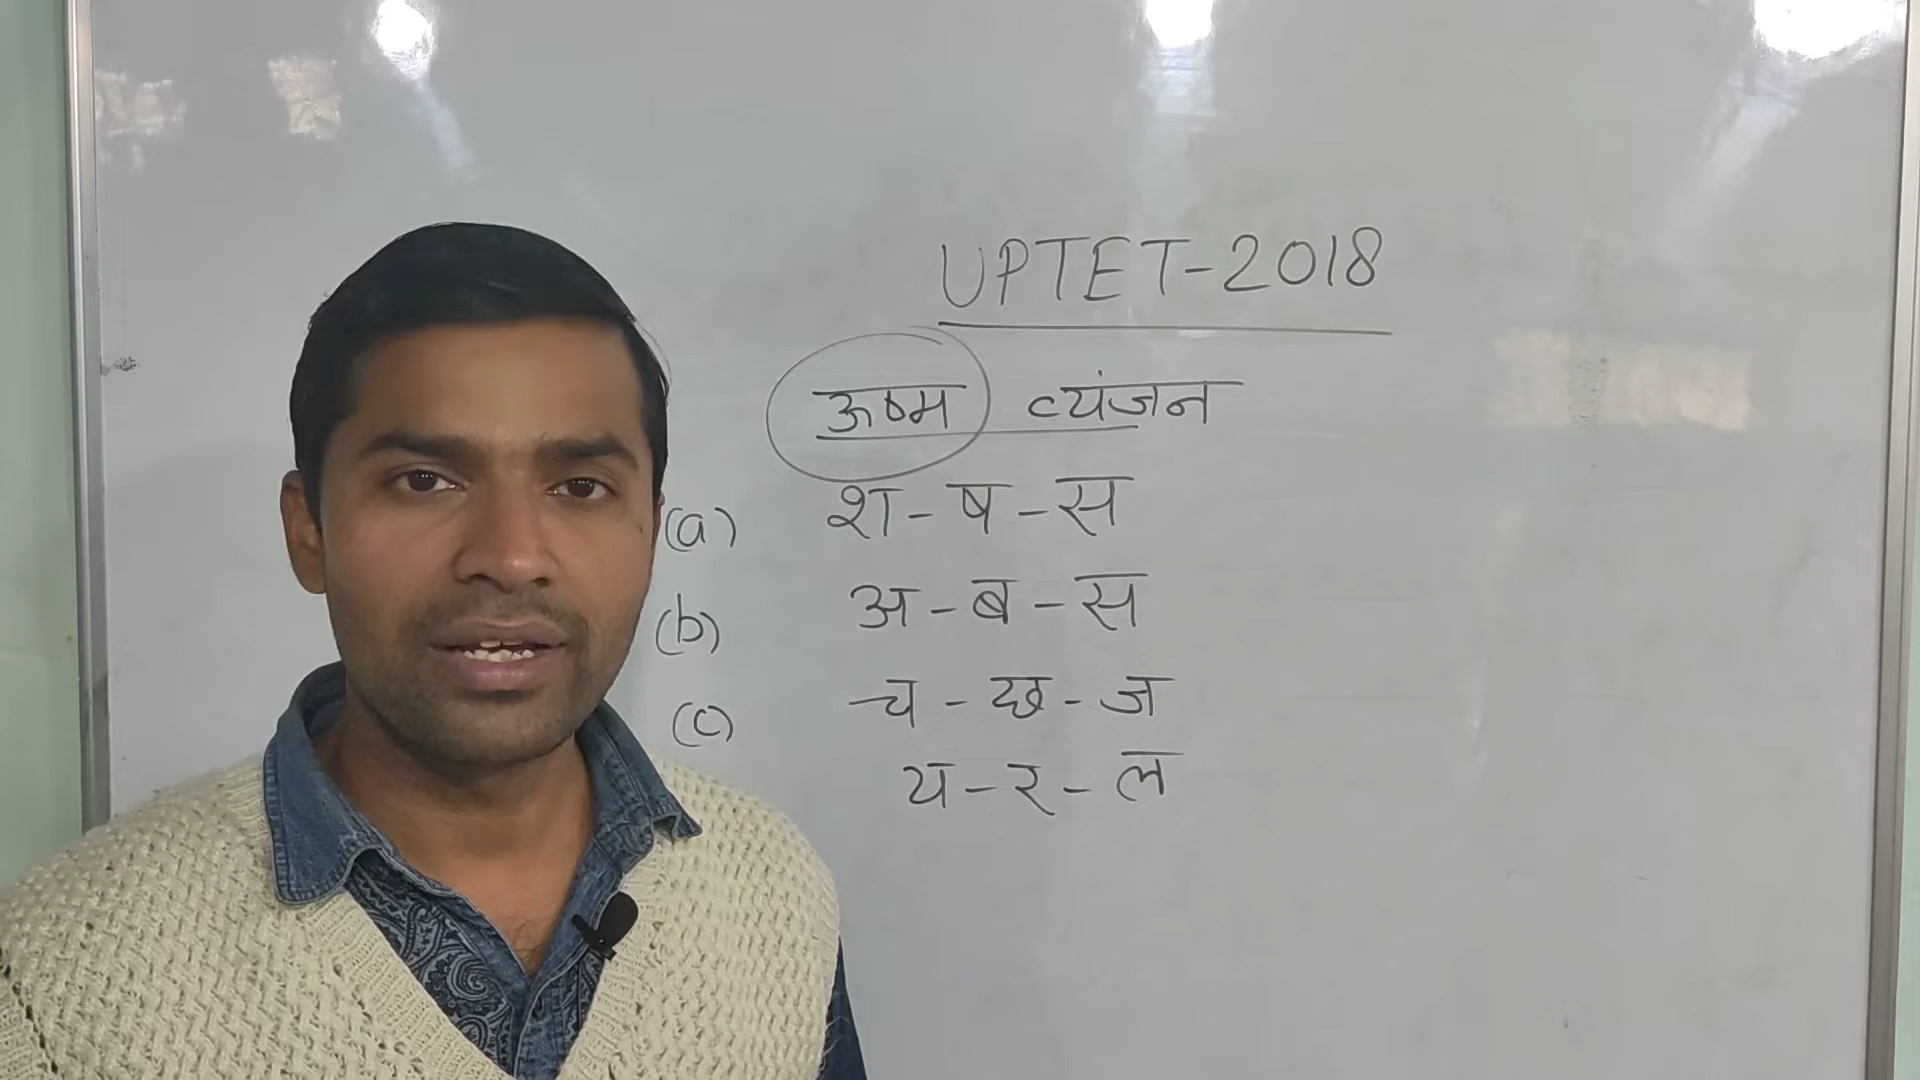 UPTET-2018
ऊष्म व्यंजन
(a) श-ष-स
(b) अ-ब-स
(c) च-छ-ज
य-र-ल